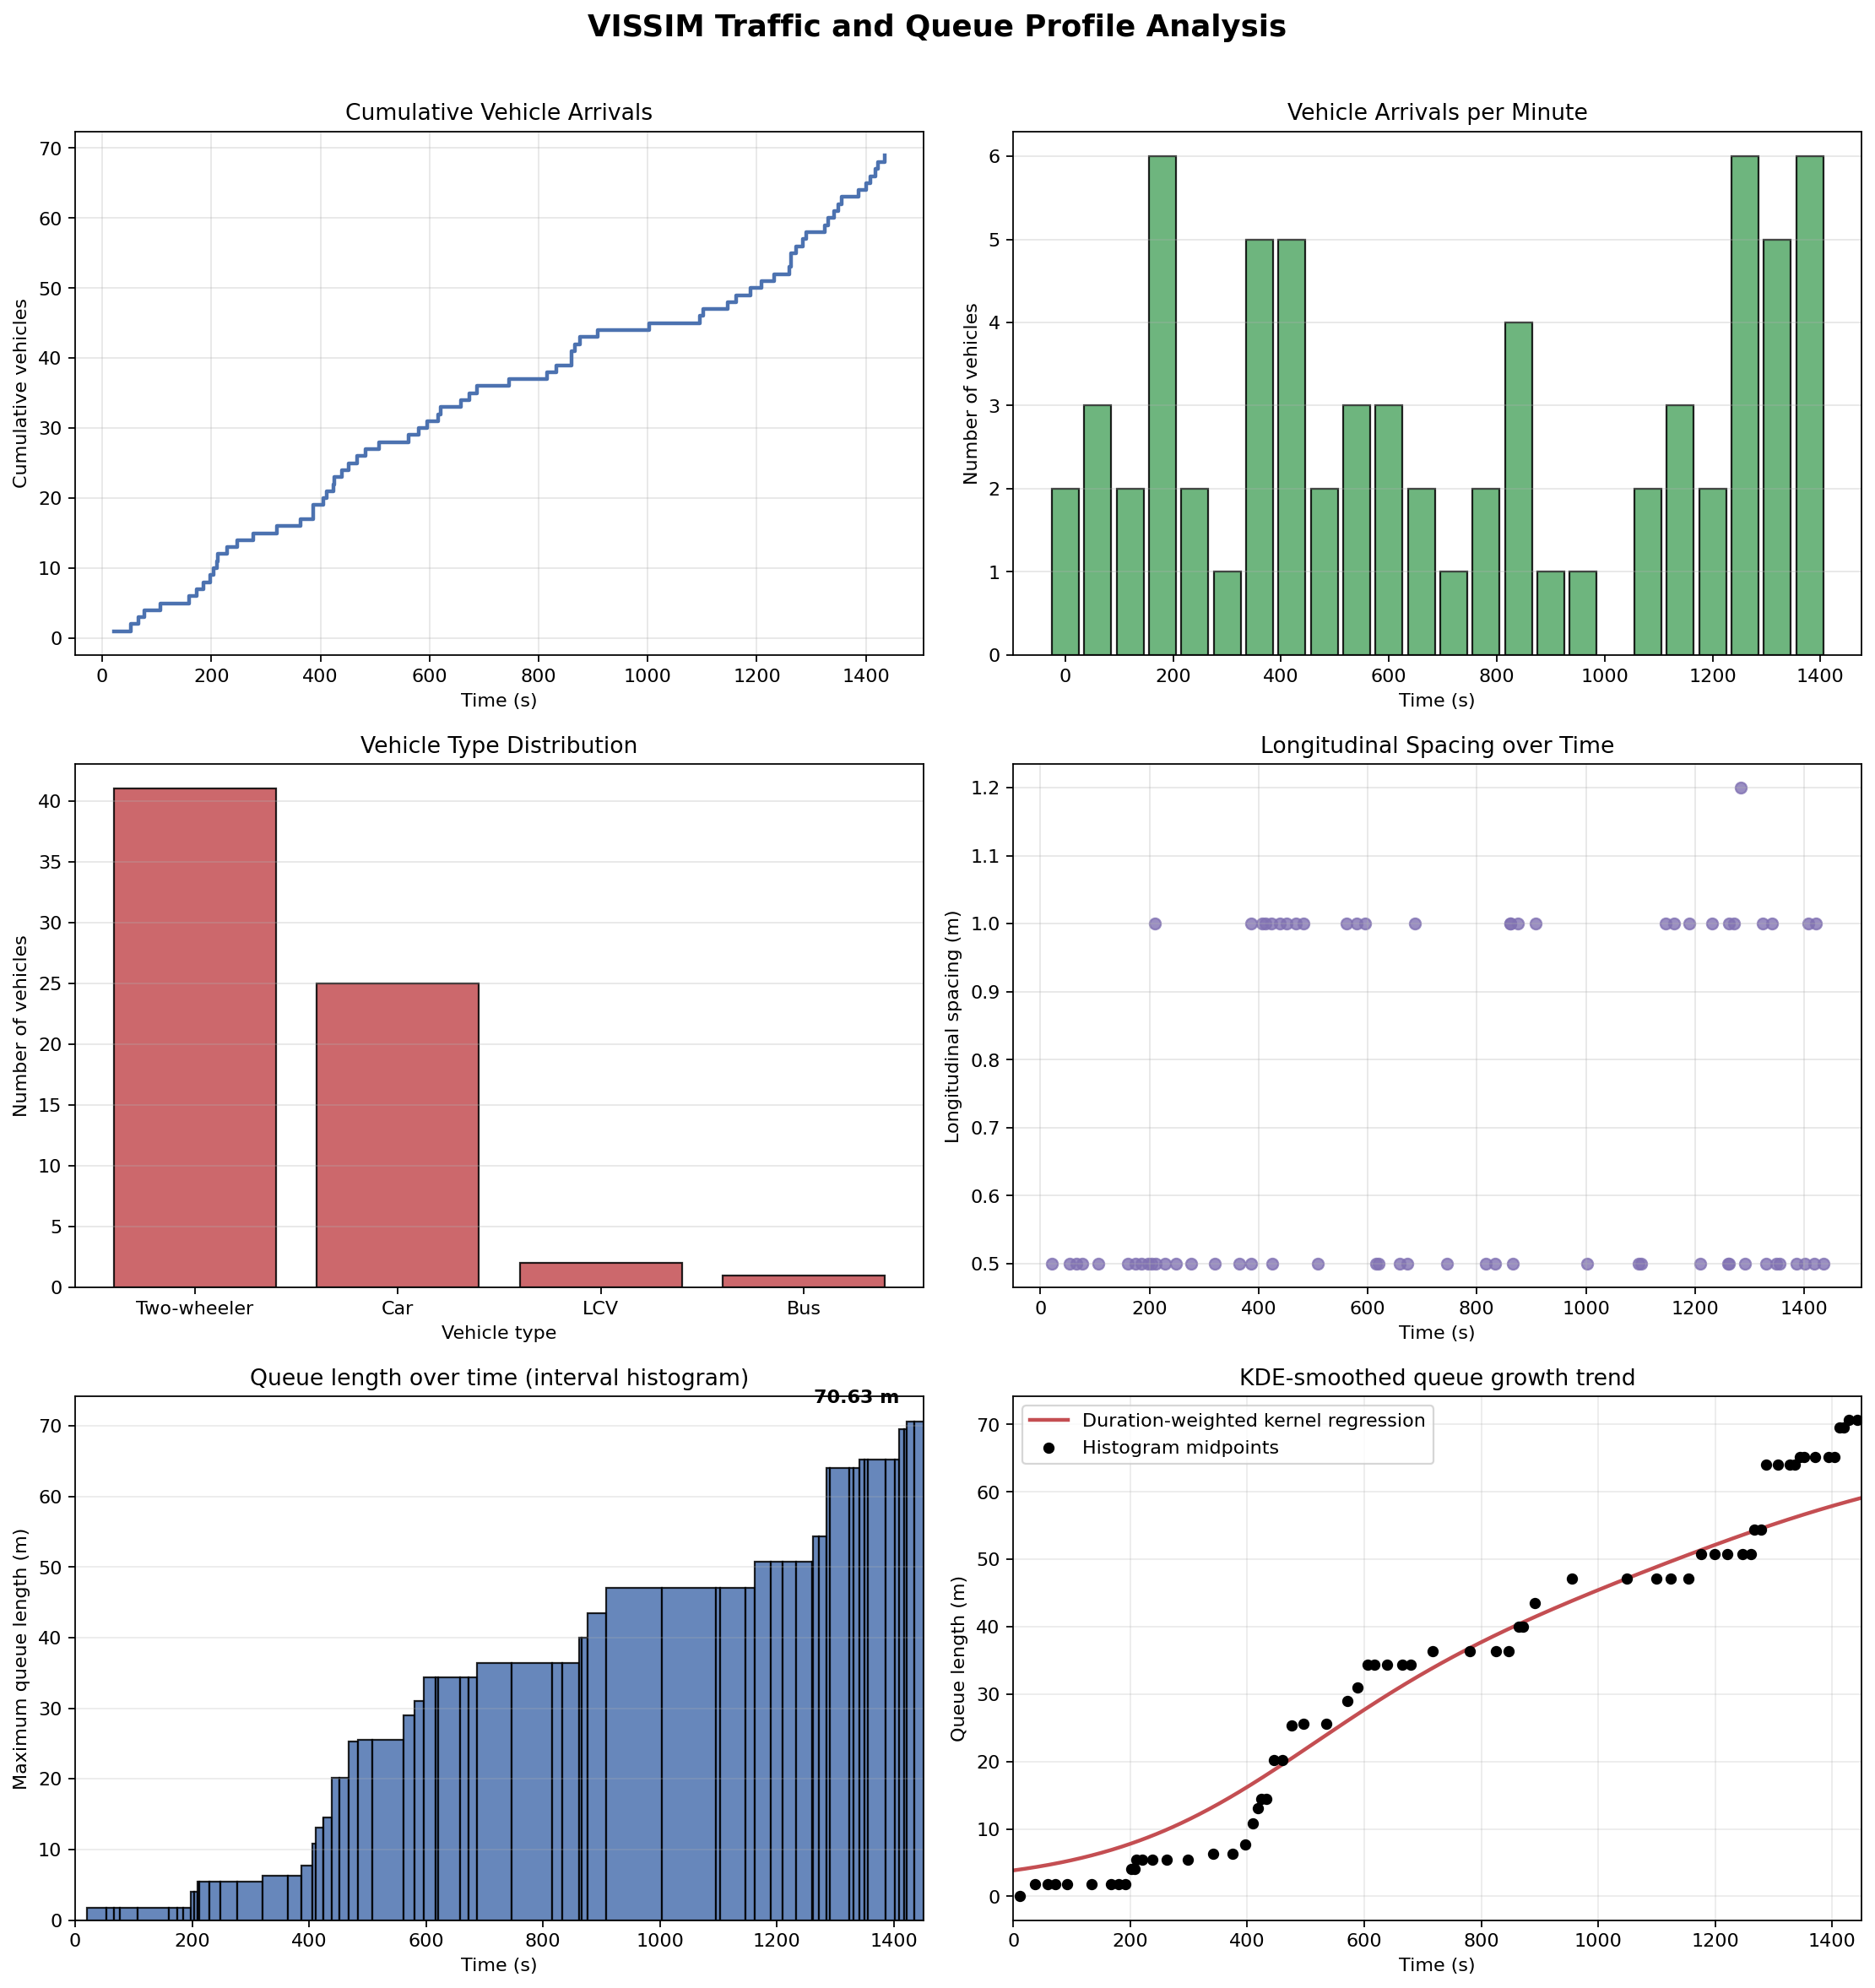 VISSIM Traffic and Queue Profile Analysis
Cumulative Vehicle Arrivals
Cumulative vehicles
70
60
50
40
30
20
10
0
0 200 400 600 800 1000 1200 1400
Time (s)
Vehicle Arrivals per Minute
Number of vehicles
6
5
4
3
2
1
0
0 200 400 600 800 1000 1200 1400
Time (s)
Vehicle Type Distribution
Number of vehicles
40
35
30
25
20
15
10
5
0
Two-wheeler Car LCV Bus
Vehicle type
Longitudinal Spacing over Time
Longitudinal spacing (m)
1.2
1.1
1.0
0.9
0.8
0.7
0.6
0.5
0 200 400 600 800 1000 1200 1400
Time (s)
Queue length over time (interval histogram)
70.63 m
Maximum queue length (m)
70
60
50
40
30
20
10
0
0 200 400 600 800 1000 1200 1400
Time (s)
KDE-smoothed queue growth trend
Duration-weighted kernel regression
Histogram midpoints
Queue length (m)
70
60
50
40
30
20
10
0
0 200 400 600 800 1000 1200 1400
Time (s)